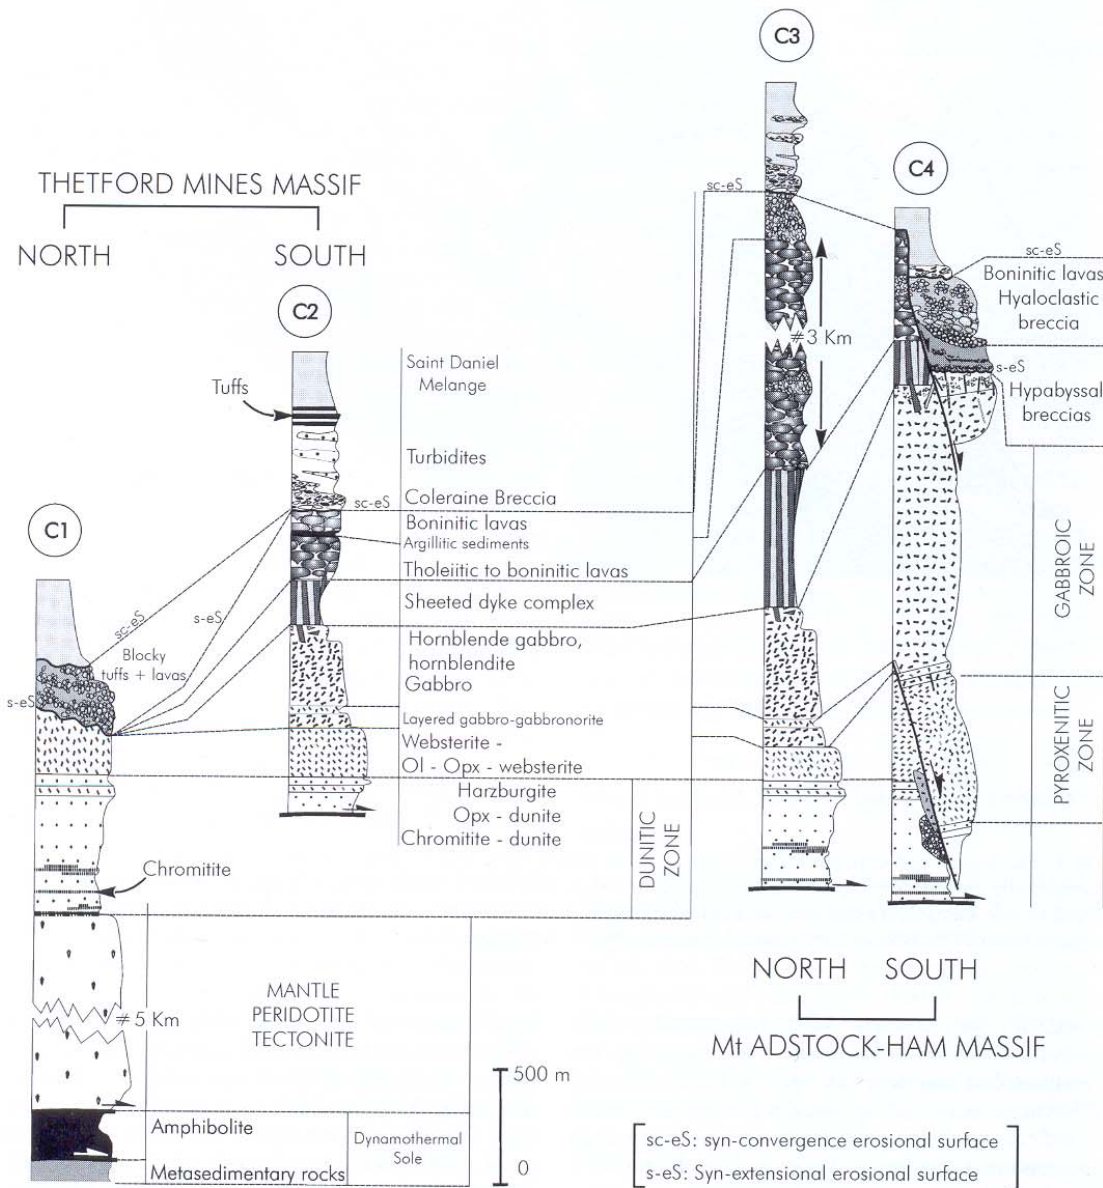 C3
C4
THETFORD MINES MASSIF
NORTH
SOUTH
C2
C1
sc-eS
sc-eS
Boninitic lavas
Hyaloclastic
breccia
s-eS
Hypabyssal
breccias
≠3 Km
Tuffs
Saint Daniel
Melange
Turbidites
sc-eS
Coleraine Breccia
Boninitic lavas
Argillitic sediments
Tholeiitic to boninitic lavas
Sheeted dyke complex
Hornblende gabbro,
hornblendite
Gabbro
Layered gabbro-gabbronorite
Websterite -
Ol - Opx - websterite
Harzburgite
Opx - dunite
Chromitite - dunite
sc-eS
s-eS
Blocky
tuffs + lavas
s-eS
Chromitite
DUNITIC
ZONE
GABBROIC
ZONE
PYROXENITIC
ZONE
≠5 Km
MANTLE
PERIDOTITE
TECTONITE
Amphibolite
Metasedimentary rocks
Dynamothermal
Sole
500 m
0
NORTH
SOUTH
Mt ADSTOCK-HAM MASSIF
sc-eS: syn-convergence erosional surface
s-eS: Syn-extensional erosional surface